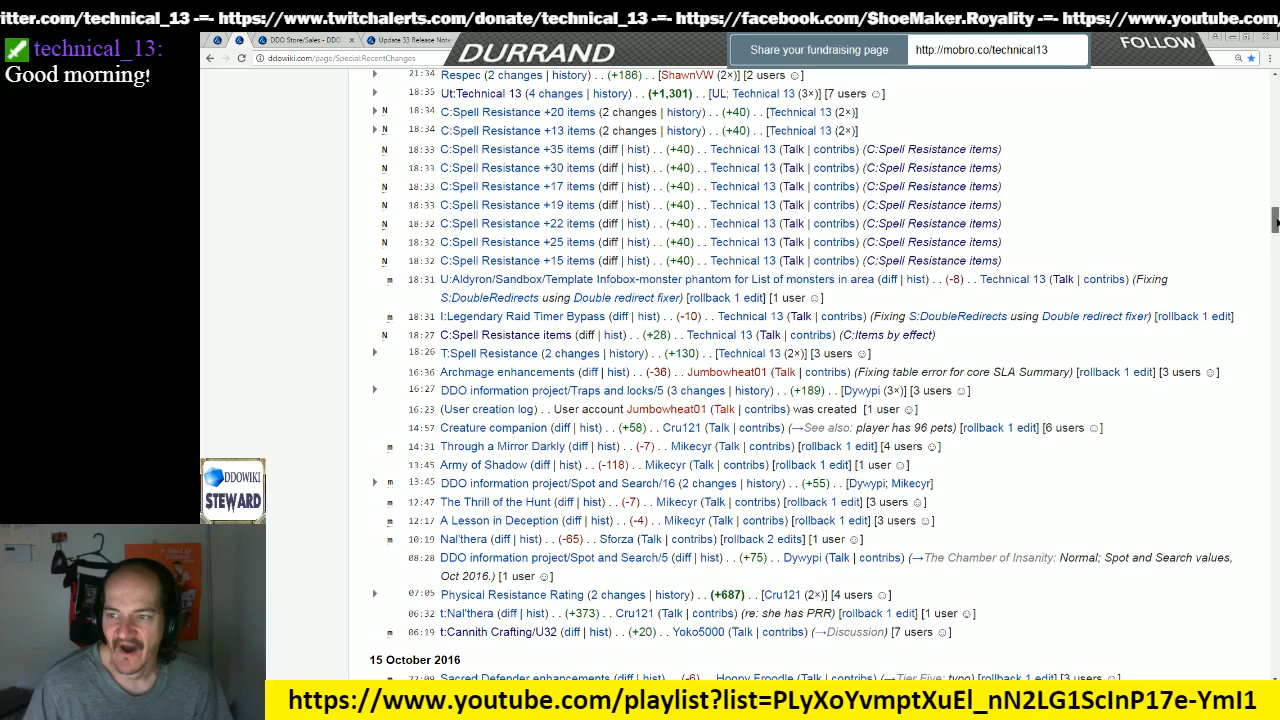 itter.com/technical_13 -=- https://www.twitchalerts.com/donate/technical_13 -=- https://facebook.com/ShoeMaker.Royality -=- https://www.youtube.com
technical_13:
Good morning!
DDO Store/Sales - DDO
Update 33 Release Note
DURRAND
Share your fundraising page
http://mobro.co/technical13
FOLLOW
ddowiki.com/page/Special:RecentChanges
21:34 Respec (2 changes | history) . . (+186) . . [ShawnVW (2×)] [2 users ☺]
18:35 Ut:Technical 13 (4 changes | history) . . (+1,301) . . [UL; Technical 13 (3×)] [7 users ☺]
N 18:34 C:Spell Resistance +20 items (2 changes | history) . . (+40) . . [Technical 13 (2×)]
N 18:34 C:Spell Resistance +13 items (2 changes | history) . . (+40) . . [Technical 13 (2×)]
N 18:33 C:Spell Resistance +35 items (diff | hist) . . (+40) . . Technical 13 (Talk | contribs) (C:Spell Resistance items)
N 18:33 C:Spell Resistance +30 items (diff | hist) . . (+40) . . Technical 13 (Talk | contribs) (C:Spell Resistance items)
N 18:33 C:Spell Resistance +17 items (diff | hist) . . (+40) . . Technical 13 (Talk | contribs) (C:Spell Resistance items)
N 18:33 C:Spell Resistance +19 items (diff | hist) . . (+40) . . Technical 13 (Talk | contribs) (C:Spell Resistance items)
N 18:32 C:Spell Resistance +22 items (diff | hist) . . (+40) . . Technical 13 (Talk | contribs) (C:Spell Resistance items)
N 18:32 C:Spell Resistance +25 items (diff | hist) . . (+40) . . Technical 13 (Talk | contribs) (C:Spell Resistance items)
N 18:32 C:Spell Resistance +15 items (diff | hist) . . (+40) . . Technical 13 (Talk | contribs) (C:Spell Resistance items)
m 18:31 U:Aldyron/Sandbox/Template Infobox-monster phantom for List of monsters in area (diff | hist) . . (-8) . . Technical 13 (Talk | contribs) (Fixing
S:DoubleRedirects using Double redirect fixer) [rollback 1 edit] [1 user ☺]
m 18:31 I:Legendary Raid Timer Bypass (diff | hist) . . (-10) . . Technical 13 (Talk | contribs) (Fixing S:DoubleRedirects using Double redirect fixer) [rollback 1 edit]
N 18:27 C:Spell Resistance items (diff | hist) . . (+28) . . Technical 13 (Talk | contribs) (C:Items by effect)
18:26 T:Spell Resistance (2 changes | history) . . (+130) . . [Technical 13 (2×)] [3 users ☺]
16:36 Archmage enhancements (diff | hist) . . (-36) . . Jumbowheat01 (Talk | contribs) (Fixing table error for core SLA Summary) [rollback 1 edit] [3 users ☺]
16:27 DDO information project/Traps and locks/5 (3 changes | history) . . (+189) . . [Dywypi (3×)] [3 users ☺]
16:23 (User creation log) . . User account Jumbowheat01 (Talk | contribs) was created [1 user ☺]
14:57 Creature companion (diff | hist) . . (+58) . . Cru121 (Talk | contribs) (→See also: player has 96 pets) [rollback 1 edit] [6 users ☺]
m 14:31 Through a Mirror Darkly (diff | hist) . . (-7) . . Mikecyr (Talk | contribs) [rollback 1 edit] [4 users ☺]
13:45 Army of Shadow (diff | hist) . . (-118) . . Mikecyr (Talk | contribs) [rollback 1 edit] [1 user ☺]
m 13:45 DDO information project/Spot and Search/16 (2 changes | history) . . (+55) . . [Dywypi; Mikecyr]
m 12:47 The Thrill of the Hunt (diff | hist) . . (-7) . . Mikecyr (Talk | contribs) [rollback 1 edit] [3 users ☺]
m 12:17 A Lesson in Deception (diff | hist) . . (-4) . . Mikecyr (Talk | contribs) [rollback 1 edit] [3 users ☺]
m 10:19 Nal'thera (diff | hist) . . (-65) . . Sforza (Talk | contribs) [rollback 2 edits] [1 user ☺]
08:28 DDO information project/Spot and Search/5 (diff | hist) . . (+75) . . Dywypi (Talk | contribs) (→The Chamber of Insanity: Normal; Spot and Search values,
Oct 2016.) [1 user ☺]
07:05 Physical Resistance Rating (2 changes | history) . . (+687) . . [Cru121 (2×)] [4 users ☺]
06:32 t:Nal'thera (diff | hist) . . (+373) . . Cru121 (Talk | contribs) (re: she has PRR) [rollback 1 edit] [1 user ☺]
m 06:19 t:Cannith Crafting/U32 (diff | hist) . . (+20) . . Yoko5000 (Talk | contribs) (→Discussion) [7 users ☺]
15 October 2016
DDOWIKI
STEWARD
https://www.youtube.com/playlist?list=PLyXoYvmptXuEl_nN2LG1ScInP17e-YmI1